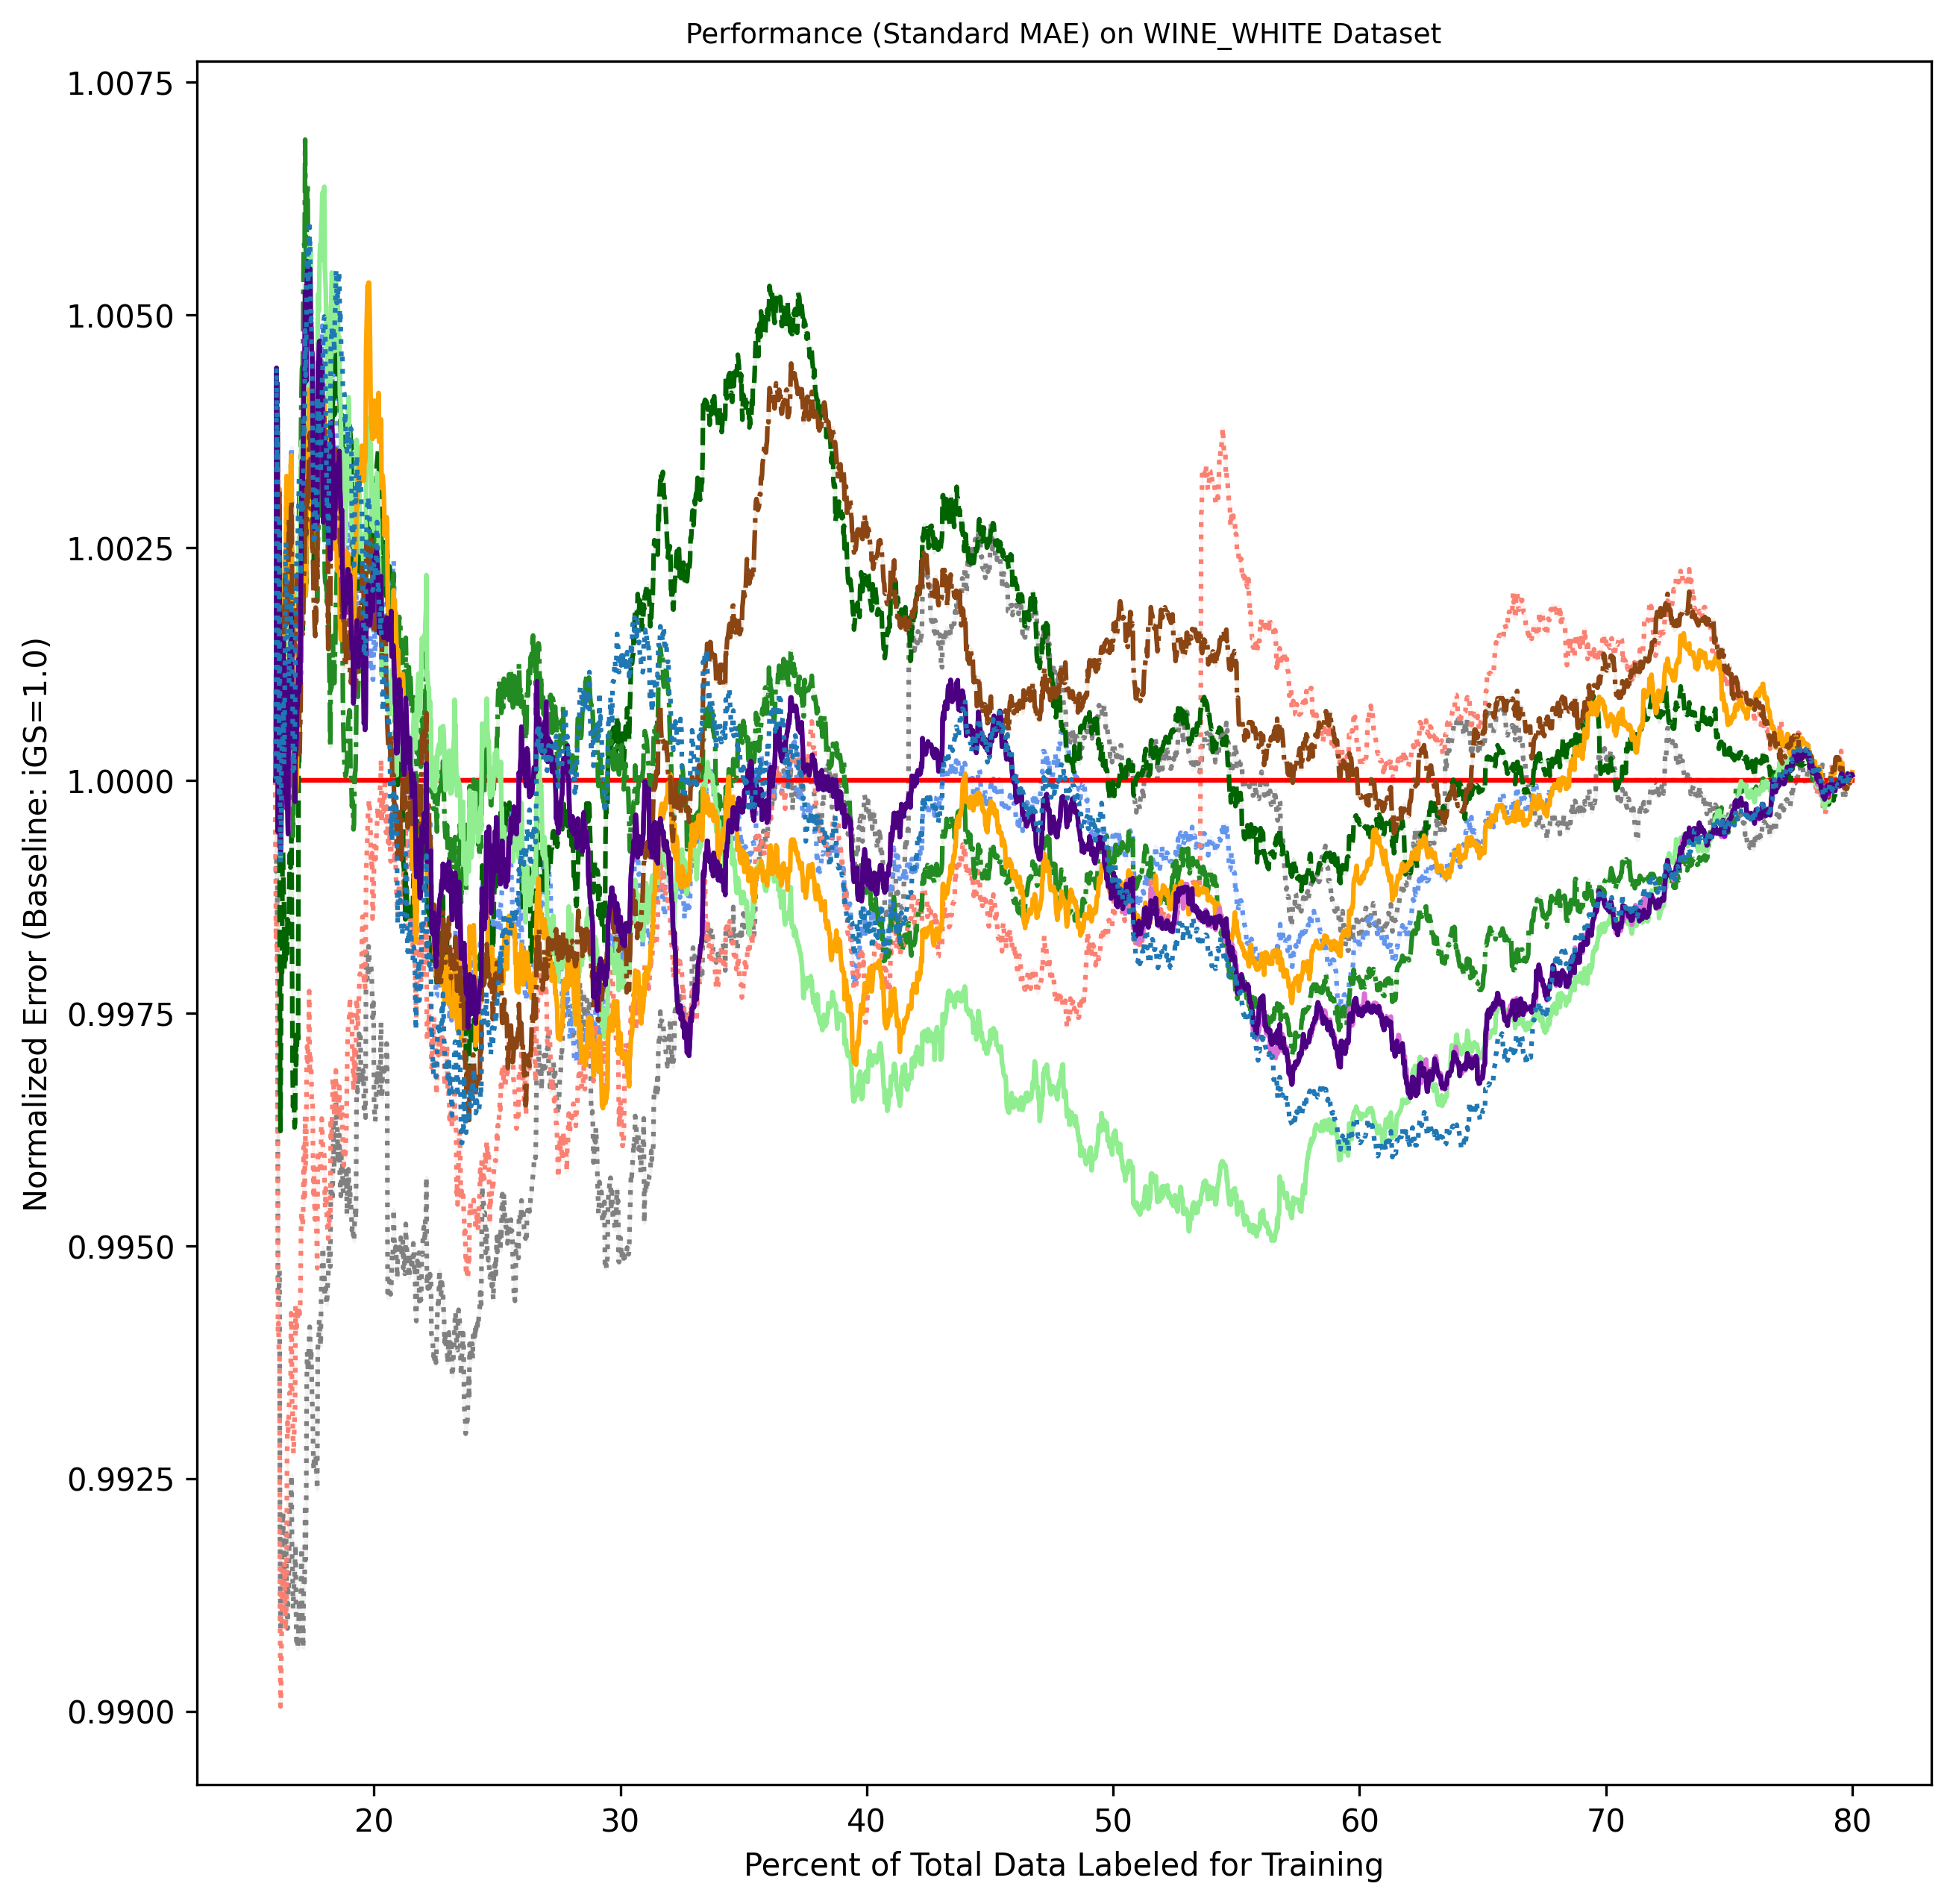 Performance (Standard MAE) on WINE_WHITE Dataset
Normalized Error (Baseline: iGS=1.0)
1.0075
1.0050
1.0025
1.0000
0.9975
0.9950
0.9925
0.9900
20 30 40 50 60 70 80
Percent of Total Data Labeled for Training